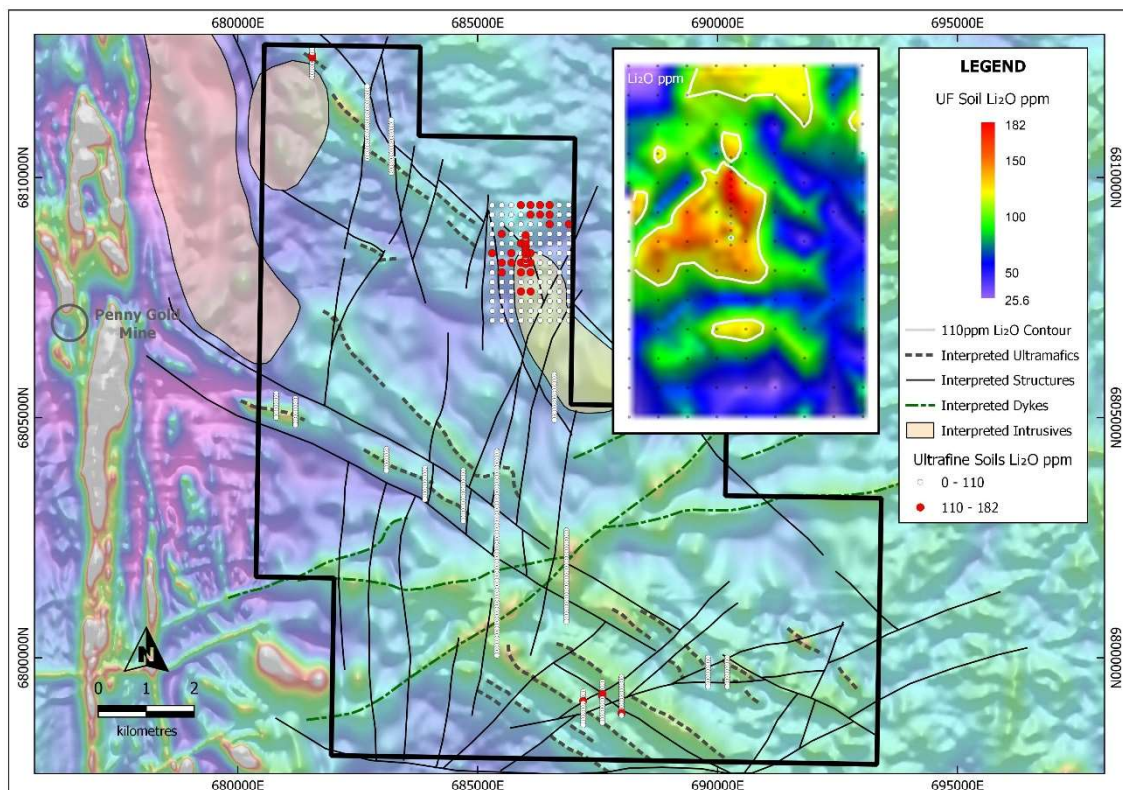 680000E
685000E
690000E
695000E
6810000N
6805000N
6800000N
6810000N
6805000N
6800000N
Penny Gold
Mine
N
0 1 2
kilometres
Li₂O ppm
LEGEND
UF Soil Li₂O ppm
182
150
100
50
25.6
110ppm Li₂O Contour
Interpreted Ultramafics
Interpreted Structures
Interpreted Dykes
Interpreted Intrusives
Ultrafine Soils Li₂O ppm
0 - 110
110 - 182
680000E
685000E
690000E
695000E